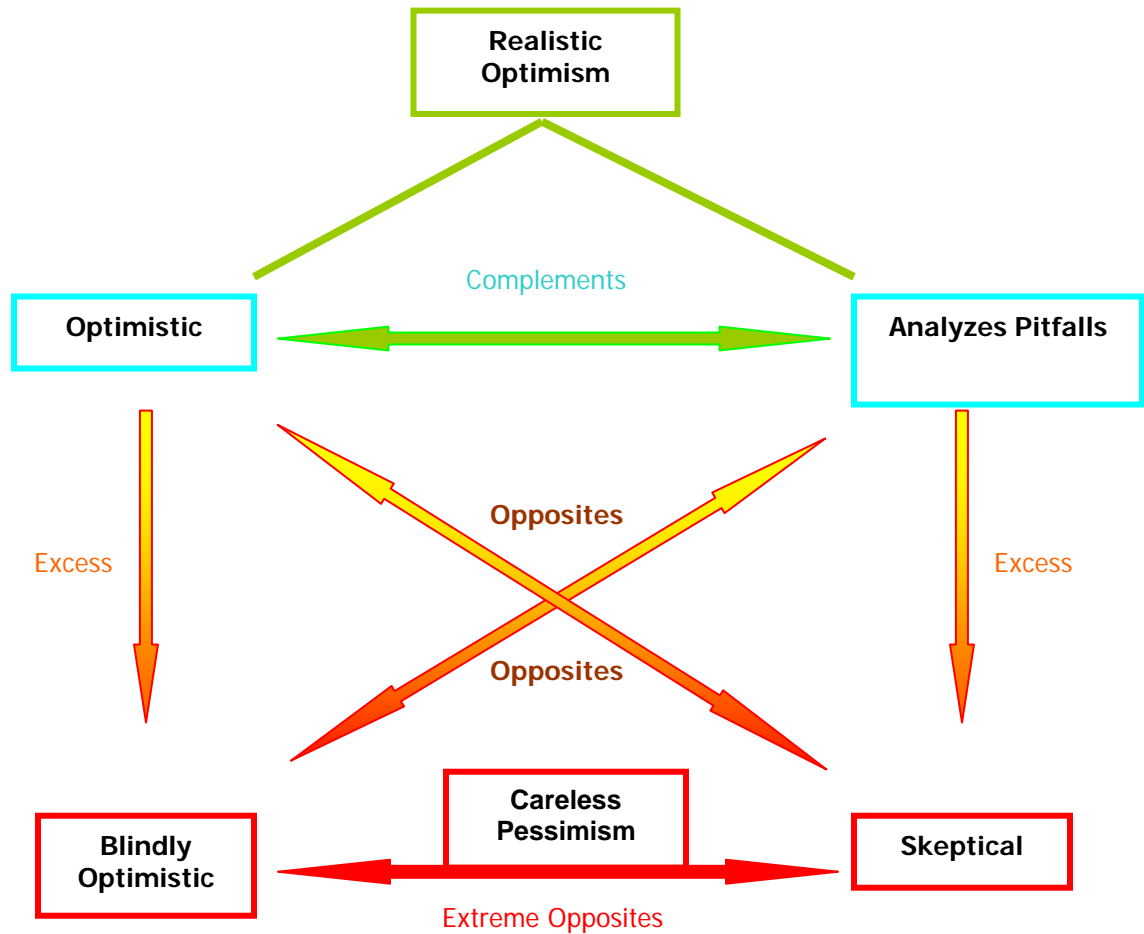 Realistic
Optimism
Complements
Optimistic
Analyzes Pitfalls
Opposites
Excess
Excess
Opposites
Careless
Pessimism
Blindly
Optimistic
Skeptical
Extreme Opposites